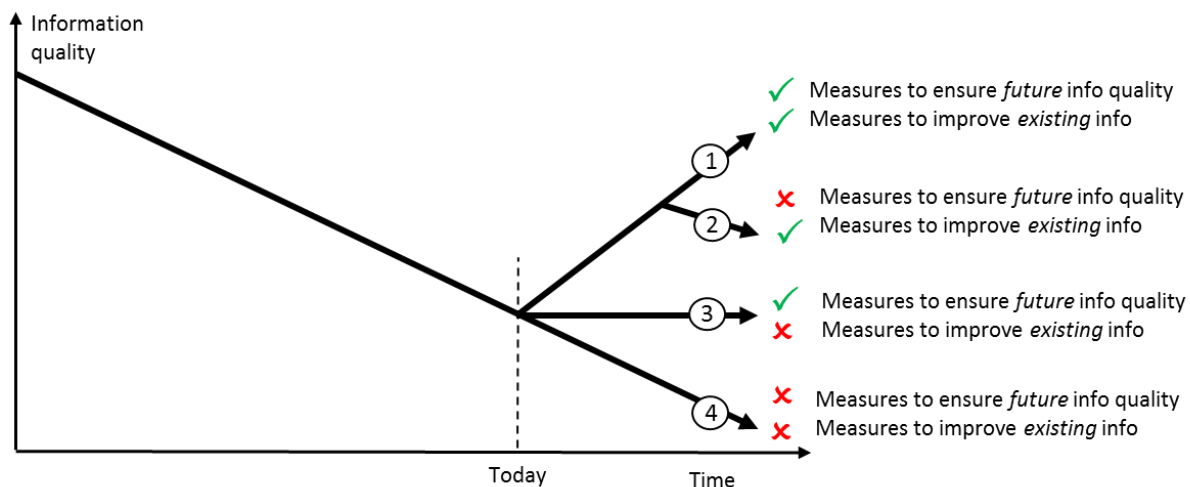 Information
quality
Measures to ensure future info quality
Measures to improve existing info
1
Measures to ensure future info quality
2
Measures to improve existing info
Measures to ensure future info quality
3
Measures to improve existing info
Measures to ensure future info quality
4
Measures to improve existing info
Today
Time